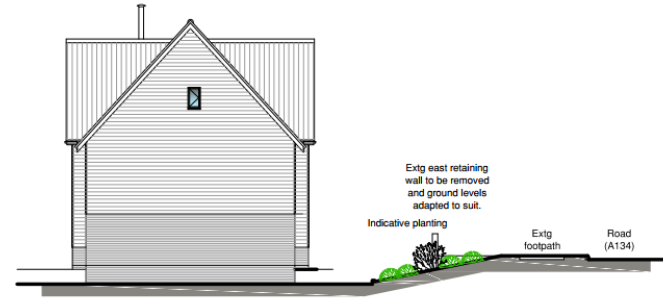 Extg east retaining
wall to be removed
and ground levels
adapted to suit.
Indicative planting
Extg
footpath
Road
(A134)